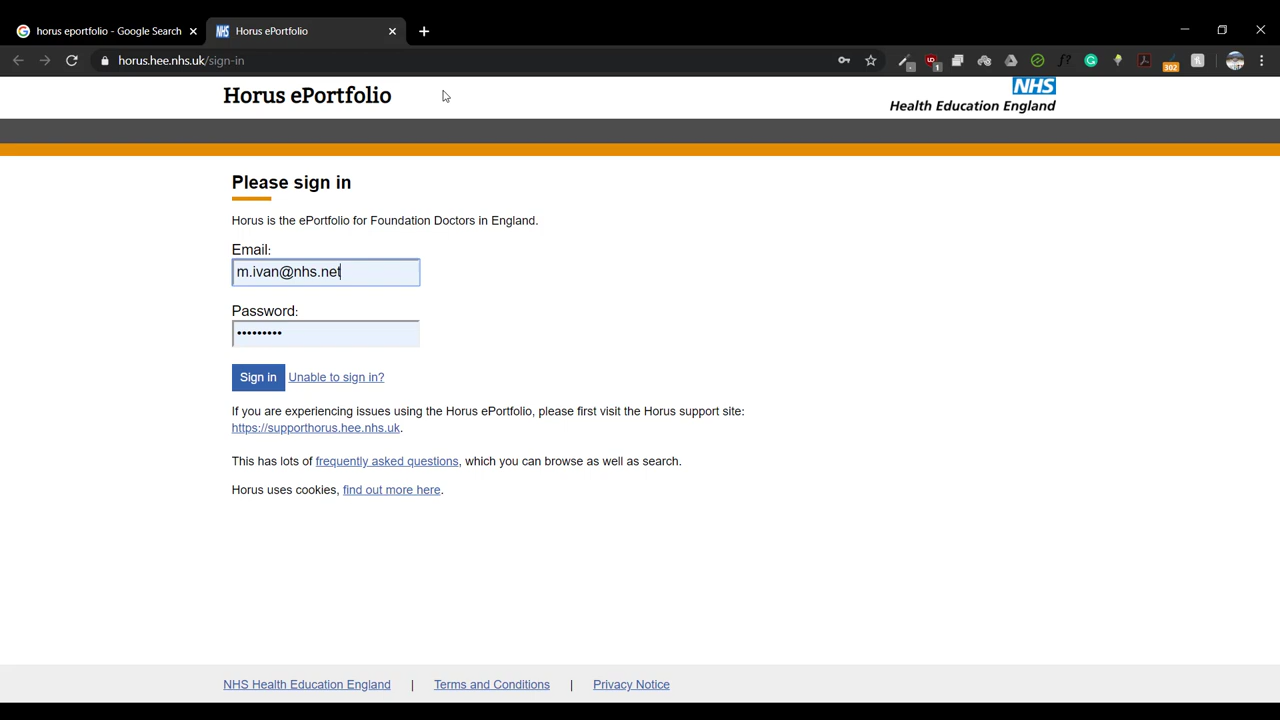 horus eportfolio - Google Search
Horus ePortfolio
horus.hee.nhs.uk/sign-in
UD
1
f?
302
Horus ePortfolio
NHS
Health Education England
Please sign in
Horus is the ePortfolio for Foundation Doctors in England.
Email:
m.ivan@nhs.net
Password:
•••••••••
Sign in Unable to sign in?
If you are experiencing issues using the Horus ePortfolio, please first visit the Horus support site:
https://supporthorus.hee.nhs.uk.
This has lots of frequently asked questions, which you can browse as well as search.
Horus uses cookies, find out more here.
NHS Health Education England | Terms and Conditions | Privacy Notice